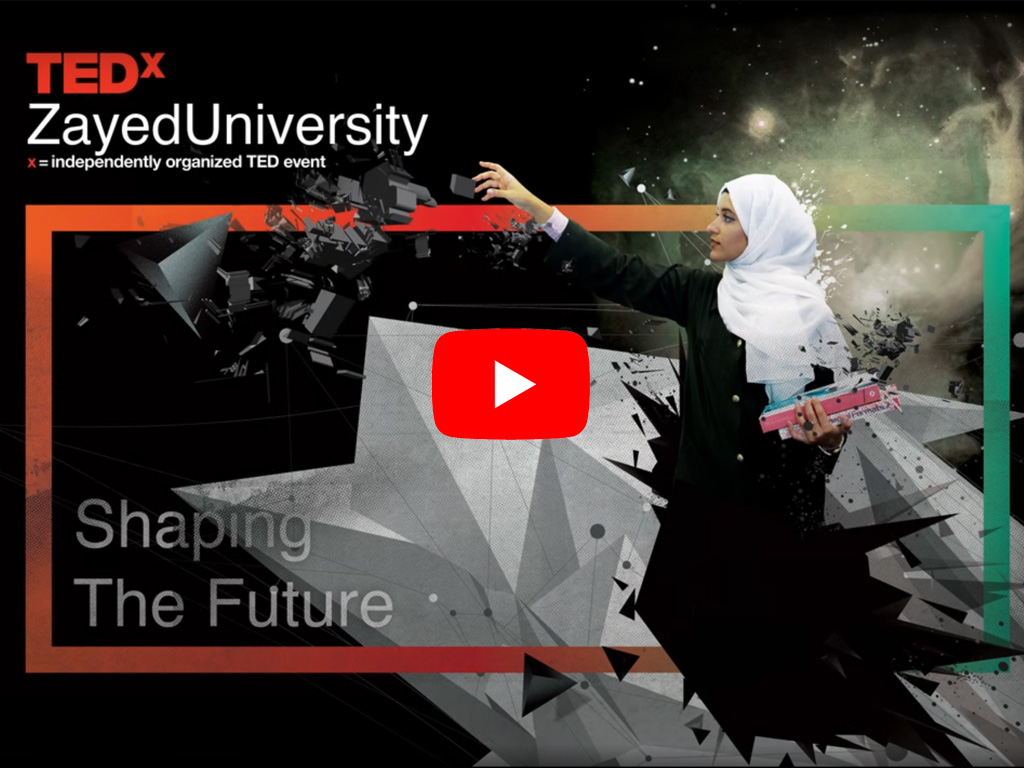 TEDx
ZayedUniversity
x = independently organized TED event
Shaping
The Future